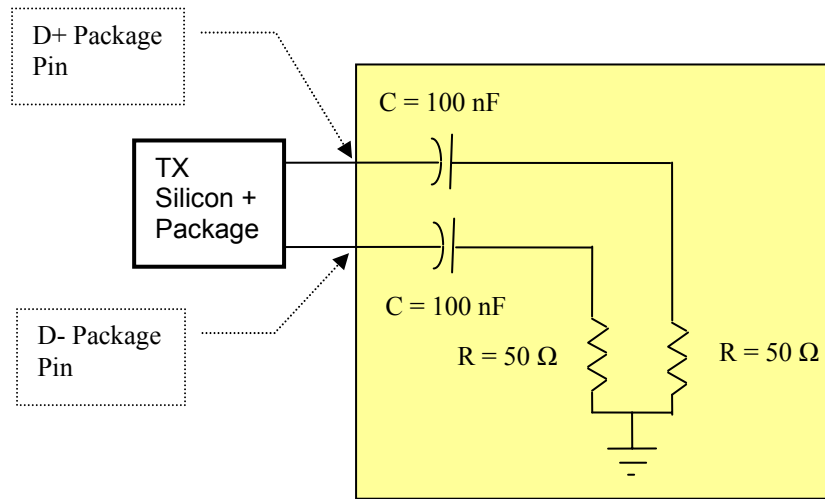 D+ Package
Pin
C = 100 nF
TX
Silicon +
Package
C = 100 nF
D- Package
Pin
R = 50 Ω
R = 50 Ω